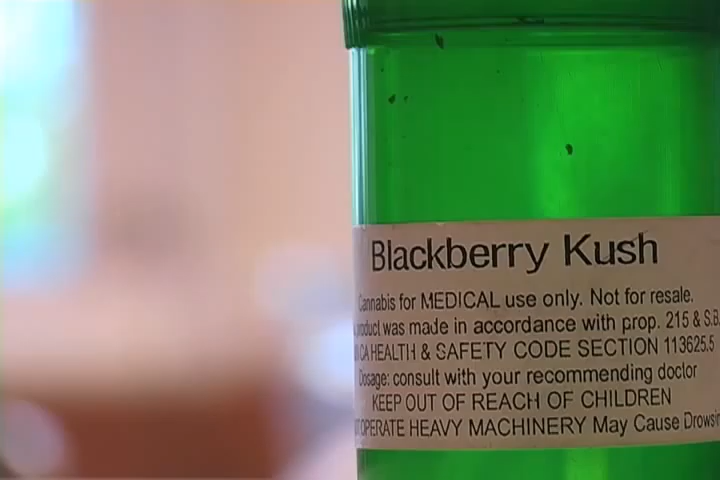 Blackberry Kush
Cannabis for MEDICAL use only. Not for resale.
product was made in accordance with prop. 215 & S.B.
CA HEALTH & SAFETY CODE SECTION 113625.5
Dosage: consult with your recommending doctor
KEEP OUT OF REACH OF CHILDREN
OPERATE HEAVY MACHINERY May Cause